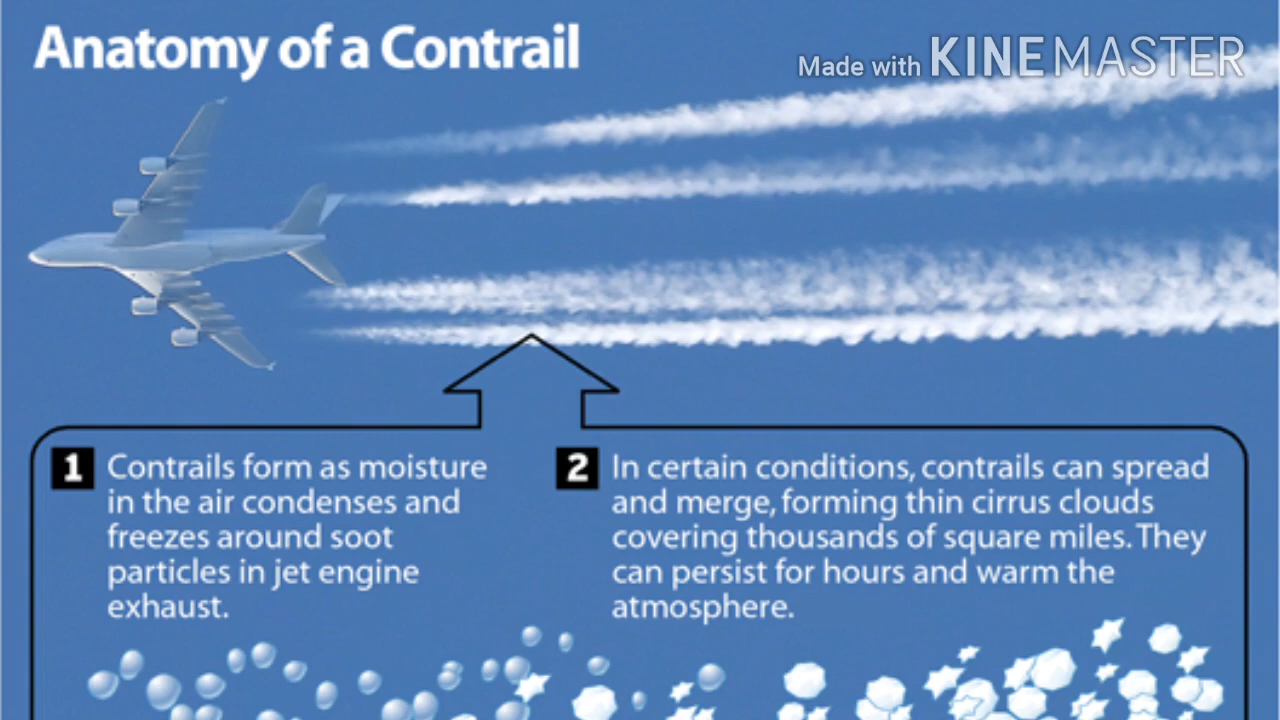 Anatomy of a Contrail
Made with KINEMASTER
1 Contrails form as moisture
in the air condenses and
freezes around soot
particles in jet engine
exhaust.
2 In certain conditions, contrails can spread
and merge, forming thin cirrus clouds
covering thousands of square miles. They
can persist for hours and warm the
atmosphere.